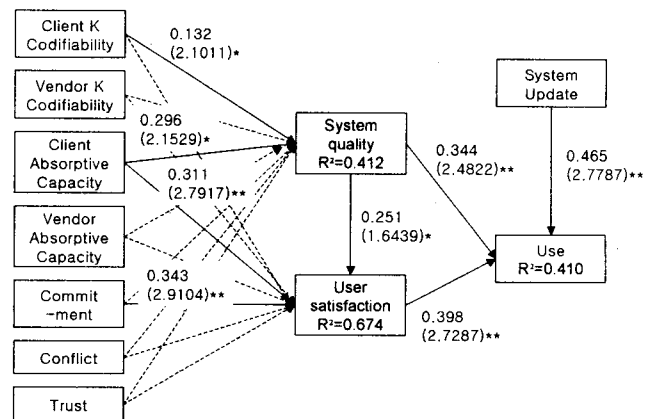 Client K
Codifiability
Vendor K
Codifiability
Client
Absorptive
Capacity
Vendor
Absorptive
Capacity
Commit
-ment
Conflict
Trust
0.132
(2.1011)*
0.296
(2.1529)*
0.311
(2.7917)**
0.343
(2.9104)**
System
quality
R²=0.412
0.251
(1.6439)*
User
satisfaction
R²=0.674
System
Update
0.344
(2.4822)**
0.465
(2.7787)**
Use
R²=0.410
0.398
(2.7287)**